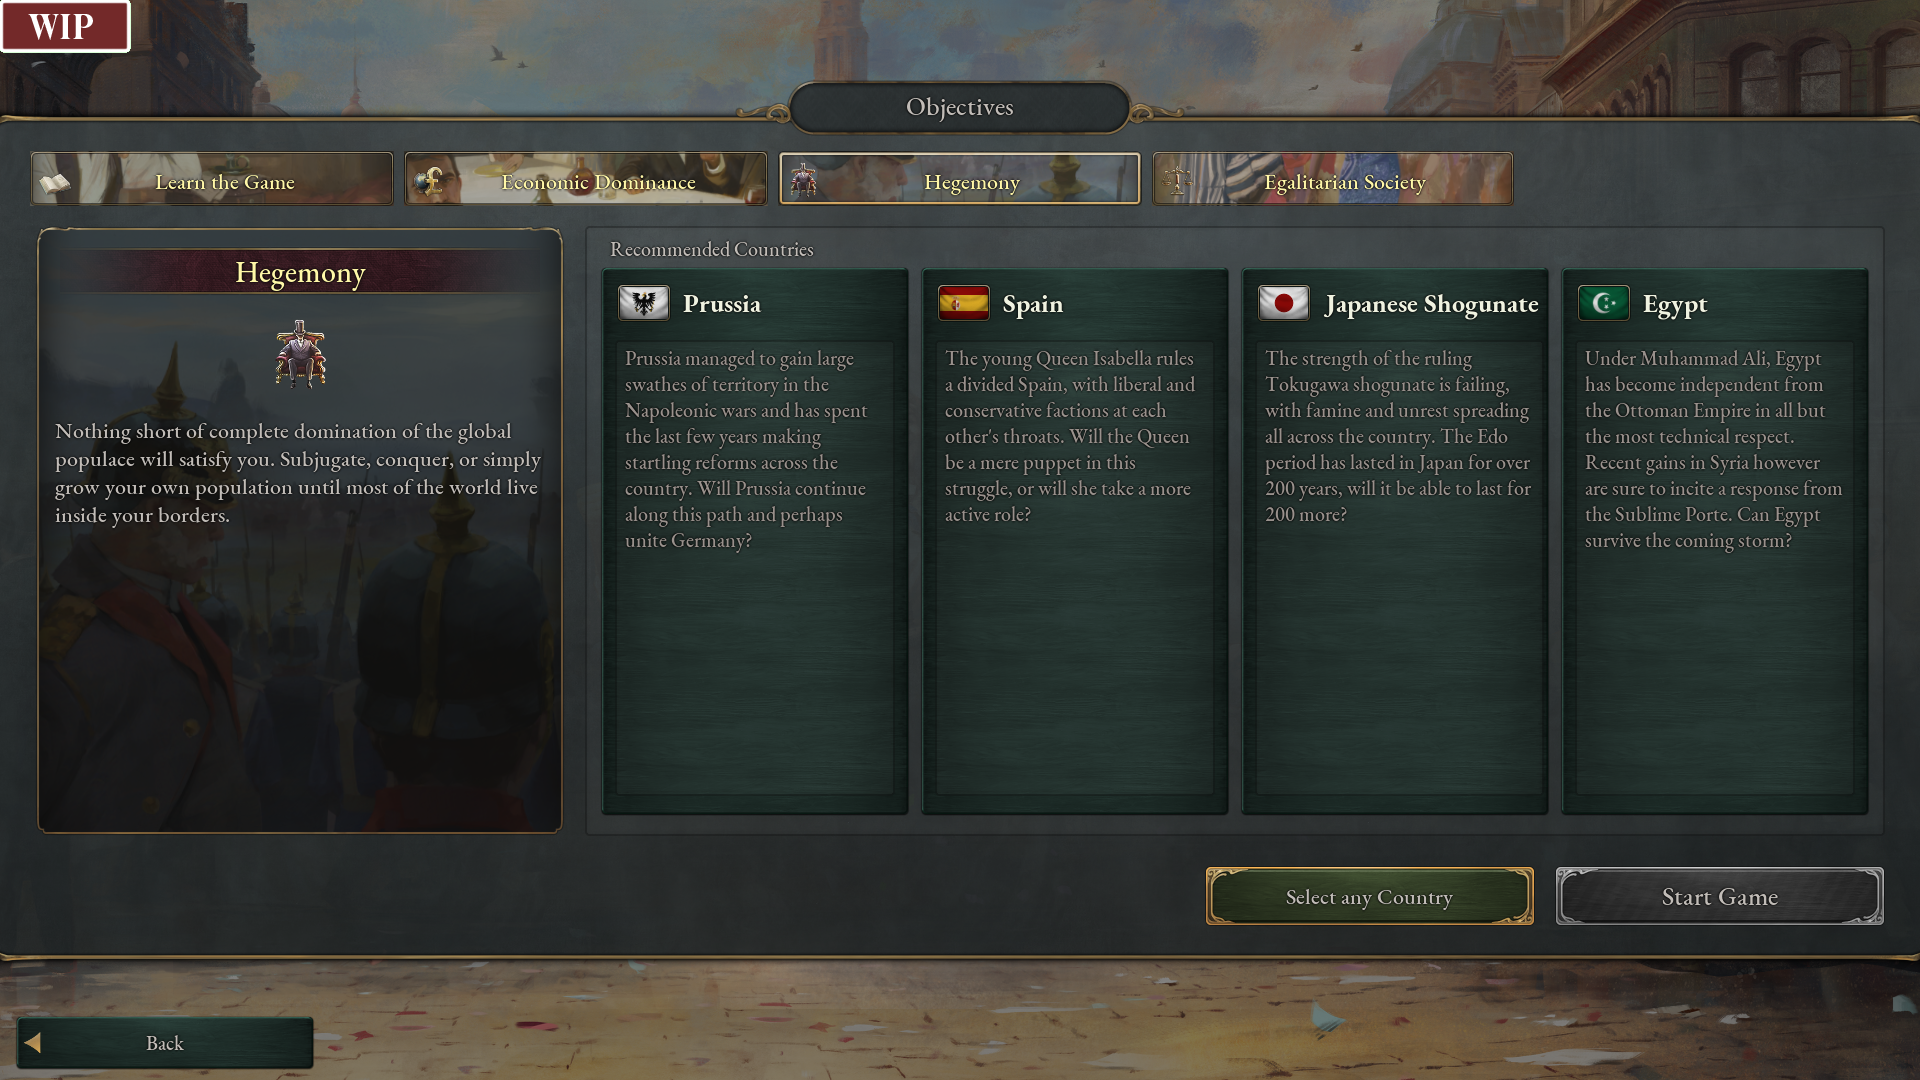 WIP
Objectives
Learn the Game
Economic Dominance
Hegemony
Egalitarian Society
Hegemony
Nothing short of complete domination of the global
populace will satisfy you. Subjugate, conquer, or simply
grow your own population until most of the world live
inside your borders.
Recommended Countries
Prussia
Prussia managed to gain large
swathes of territory in the
Napoleonic wars and has spent
the last few years making
startling reforms across the
country. Will Prussia continue
along this path and perhaps
unite Germany?
Spain
The young Queen Isabella rules
a divided Spain, with liberal and
conservative factions at each
other's throats. Will the Queen
be a mere puppet in this
struggle, or will she take a more
active role?
Japanese Shogunate
The strength of the ruling
Tokugawa shogunate is failing,
with famine and unrest spreading
all across the country. The Edo
period has lasted in Japan for over
200 years, will it be able to last for
200 more?
Egypt
Under Muhammad Ali, Egypt
has become independent from
the Ottoman Empire in all but
the most technical respect.
Recent gains in Syria however
are sure to incite a response from
the Sublime Porte. Can Egypt
survive the coming storm?
Select any Country
Start Game
Back